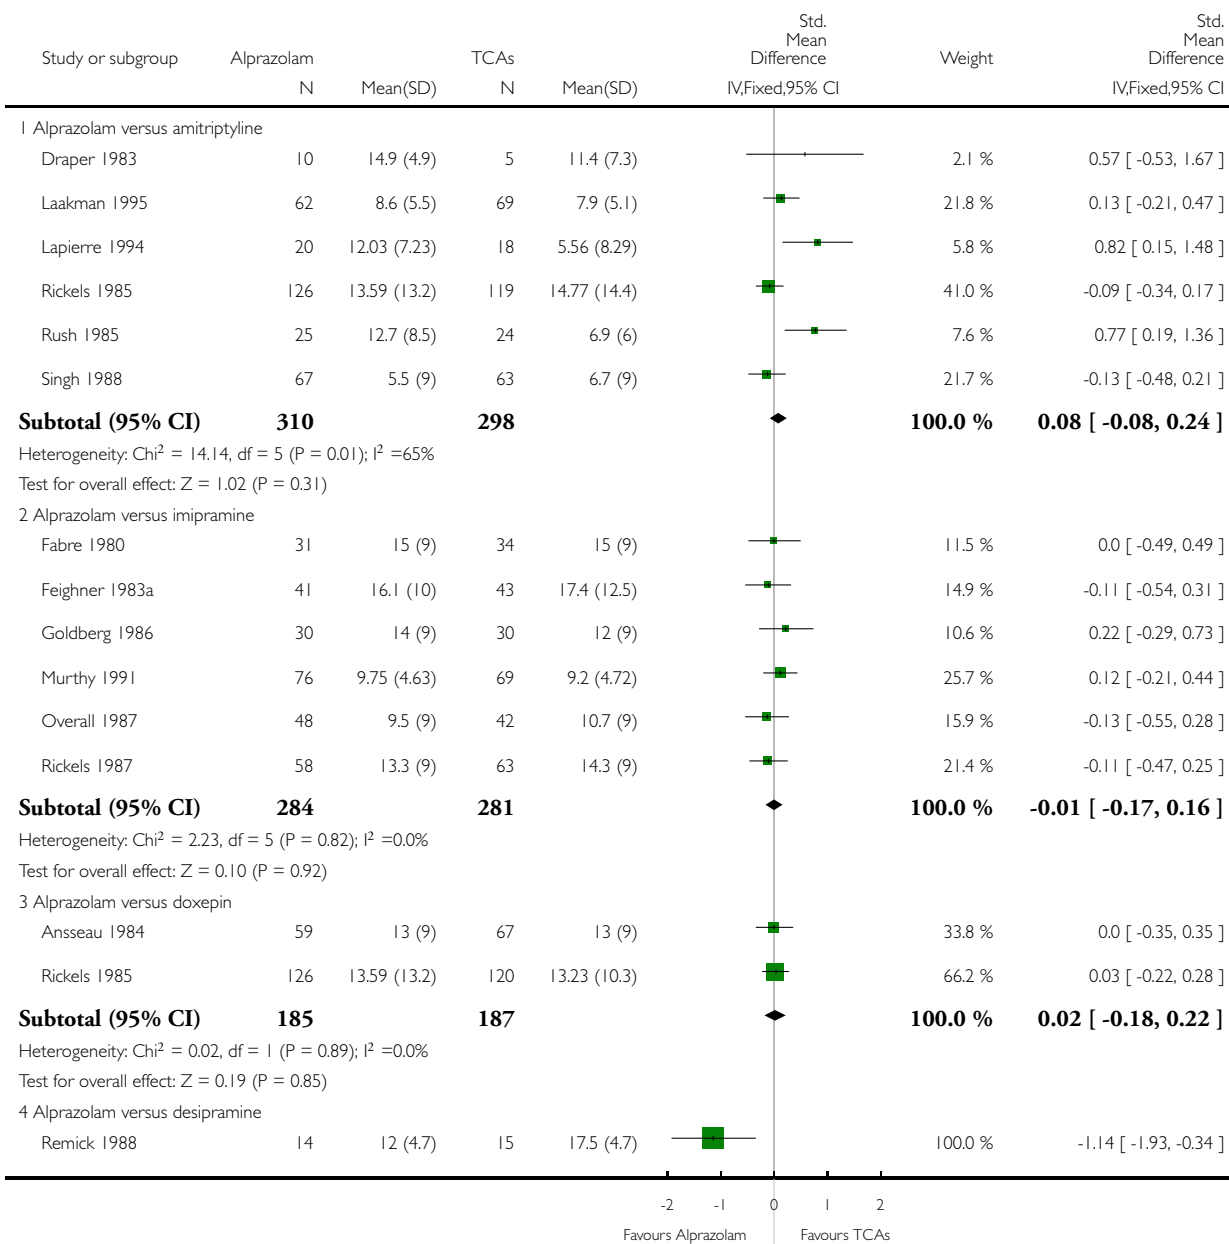 Study or subgroup Alprazolam TCAs Std. Mean Difference Weight Std. Mean Difference
N Mean(SD) N Mean(SD) IV,Fixed,95% CI IV,Fixed,95% CI
1 Alprazolam versus amitriptyline
Draper 1983 10 14.9 (4.9) 5 11.4 (7.3) 2.1 % 0.57 [ -0.53, 1.67 ]
Laakman 1995 62 8.6 (5.5) 69 7.9 (5.1) 21.8 % 0.13 [ -0.21, 0.47 ]
Lapierre 1994 20 12.03 (7.23) 18 5.56 (8.29) 5.8 % 0.82 [ 0.15, 1.48 ]
Rickels 1985 126 13.59 (13.2) 119 14.77 (14.4) 41.0 % -0.09 [ -0.34, 0.17 ]
Rush 1985 25 12.7 (8.5) 24 6.9 (6) 7.6 % 0.77 [ 0.19, 1.36 ]
Singh 1988 67 5.5 (9) 63 6.7 (9) 21.7 % -0.13 [ -0.48, 0.21 ]
Subtotal (95% CI) 310 298 100.0 % 0.08 [ -0.08, 0.24 ]
Heterogeneity: Chi² = 14.14, df = 5 (P = 0.01); I² =65%
Test for overall effect: Z = 1.02 (P = 0.31)
2 Alprazolam versus imipramine
Fabre 1980 31 15 (9) 34 15 (9) 11.5 % 0.0 [ -0.49, 0.49 ]
Feighner 1983a 41 16.1 (10) 43 17.4 (12.5) 14.9 % -0.11 [ -0.54, 0.31 ]
Goldberg 1986 30 14 (9) 30 12 (9) 10.6 % 0.22 [ -0.29, 0.73 ]
Murthy 1991 76 9.75 (4.63) 69 9.2 (4.72) 25.7 % 0.12 [ -0.21, 0.44 ]
Overall 1987 48 9.5 (9) 42 10.7 (9) 15.9 % -0.13 [ -0.55, 0.28 ]
Rickels 1987 58 13.3 (9) 63 14.3 (9) 21.4 % -0.11 [ -0.47, 0.25 ]
Subtotal (95% CI) 284 281 100.0 % -0.01 [ -0.17, 0.16 ]
Heterogeneity: Chi² = 2.23, df = 5 (P = 0.82); I² =0.0%
Test for overall effect: Z = 0.10 (P = 0.92)
3 Alprazolam versus doxepin
Ansseau 1984 59 13 (9) 67 13 (9) 33.8 % 0.0 [ -0.35, 0.35 ]
Rickels 1985 126 13.59 (13.2) 120 13.23 (10.3) 66.2 % 0.03 [ -0.22, 0.28 ]
Subtotal (95% CI) 185 187 100.0 % 0.02 [ -0.18, 0.22 ]
Heterogeneity: Chi² = 0.02, df = 1 (P = 0.89); I² =0.0%
Test for overall effect: Z = 0.19 (P = 0.85)
4 Alprazolam versus desipramine
Remick 1988 14 12 (4.7) 15 17.5 (4.7) 100.0 % -1.14 [ -1.93, -0.34 ]
-2 -1 0 1 2
Favours Alprazolam Favours TCAs